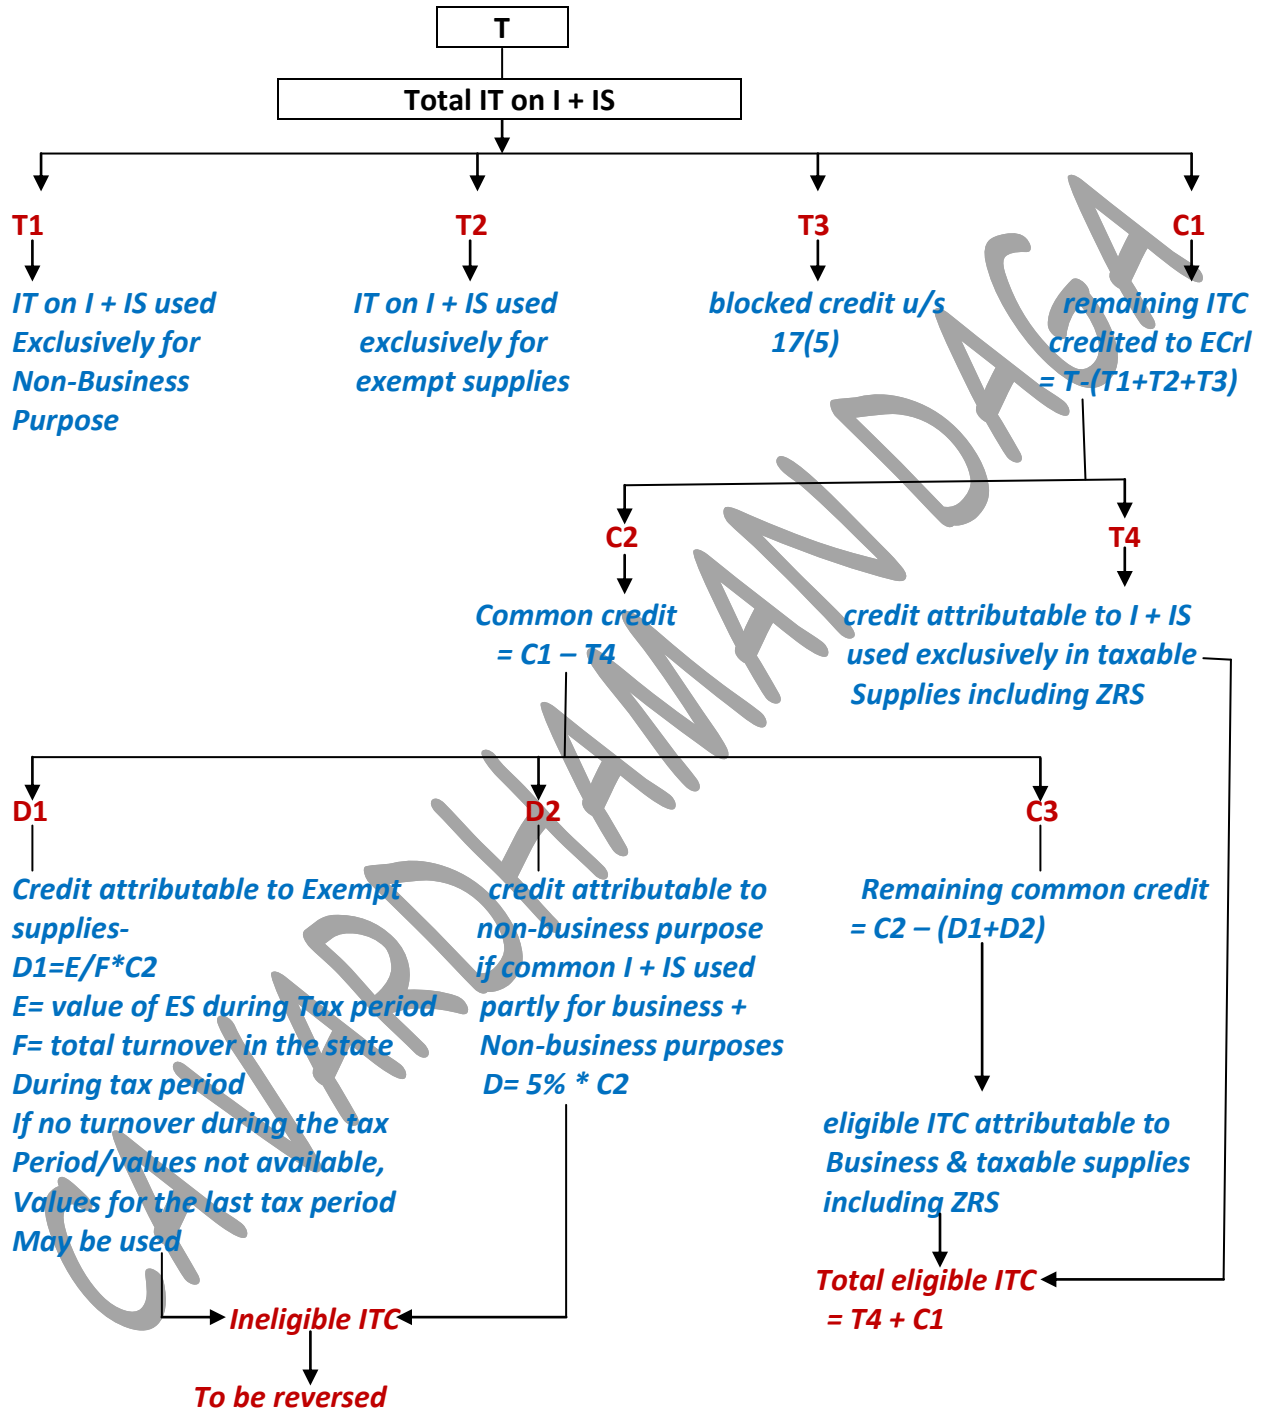 T
Total IT on I + IS
T1
IT on I + IS used
Exclusively for
Non-Business
Purpose
T2
IT on I + IS used
exclusively for
exempt supplies
T3
blocked credit u/s
17(5)
C1
remaining ITC
credited to ECrl
= T-(T1+T2+T3)
C2
Common credit
= C1 – T4
T4
credit attributable to I + IS
used exclusively in taxable
Supplies including ZRS
D1
Credit attributable to Exempt
supplies-
D1=E/F*C2
E= value of ES during Tax period
F= total turnover in the state
During tax period
If no turnover during the tax
Period/values not available,
Values for the last tax period
May be used
D2
credit attributable to
non-business purpose
if common I + IS used
partly for business +
Non-business purposes
D= 5% * C2
C3
Remaining common credit
= C2 – (D1+D2)
eligible ITC attributable to
Business & taxable supplies
including ZRS
Total eligible ITC
= T4 + C1
Ineligible ITC
To be reversed
CA VARDHAMAN DAGA